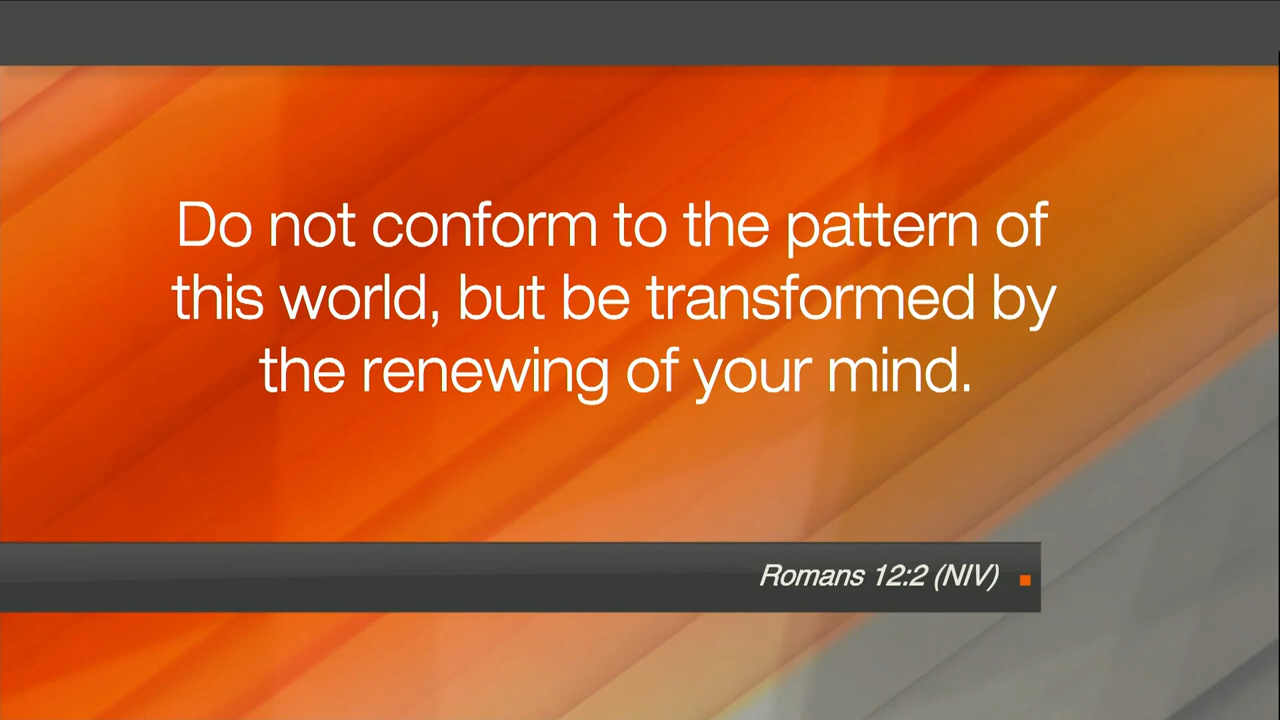 Do not conform to the pattern of
this world, but be transformed by
the renewing of your mind.
Romans 12:2 (NIV)